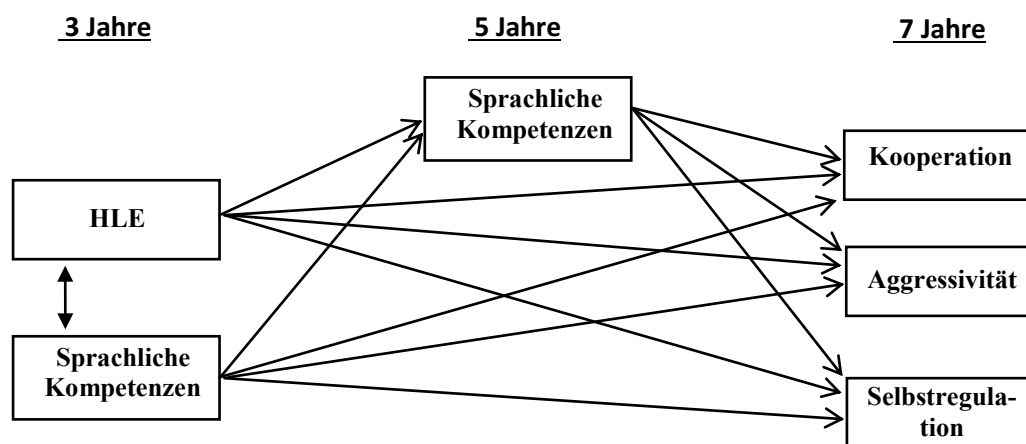 3 Jahre
5 Jahre
7 Jahre
Sprachliche
Kompetenzen
Kooperation
HLE
Aggressivität
Sprachliche
Kompetenzen
Selbstregula-
tion